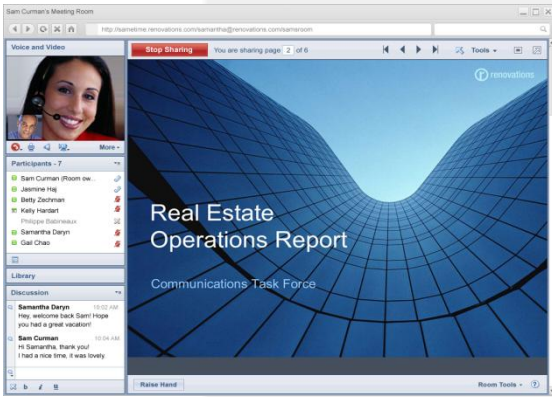 Sam Curman's Meeting Room
http://sametime.renovations.com/samantha@renovations.com/samsroom
Voice and Video
Stop Sharing You are sharing page 2 of 6 Tools
More
renovations
Participants - 7
Sam Curman (Room ow...
Jasmine Haj
Betty Zechman
Kelly Hardart
Philippe Babineaux
Samantha Daryn
Gail Chao
Real Estate
Operations Report
Communications Task Force
Library
Discussion
Samantha Daryn 10:02 AM
Hey, welcome back Sam! Hope
you had a great vacation!
Sam Curman 10:04 AM
Hi Samantha, thank you!
I had a nice time, it was lovely.
b i u
Raise Hand Room Tools ?